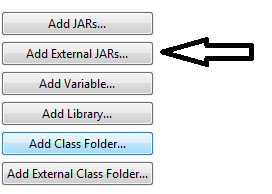 Add JARs...
Add External JARs...
Add Variable...
Add Library...
Add Class Folder...
Add External Class Folder...